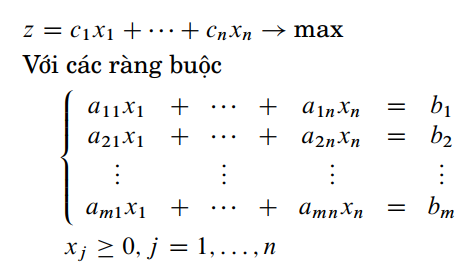 z = c₁x₁ + ⋯ + cₙxₙ → max
Với các ràng buộc
a₁₁x₁ + ⋯ + a₁ₙxₙ = b₁
a₂₁x₁ + ⋯ + a₂ₙxₙ = b₂
⋮ ⋮ ⋮ ⋮
aₘ₁x₁ + ⋯ + aₘₙxₙ = bₘ
xⱼ ≥ 0, j = 1, . . . , n